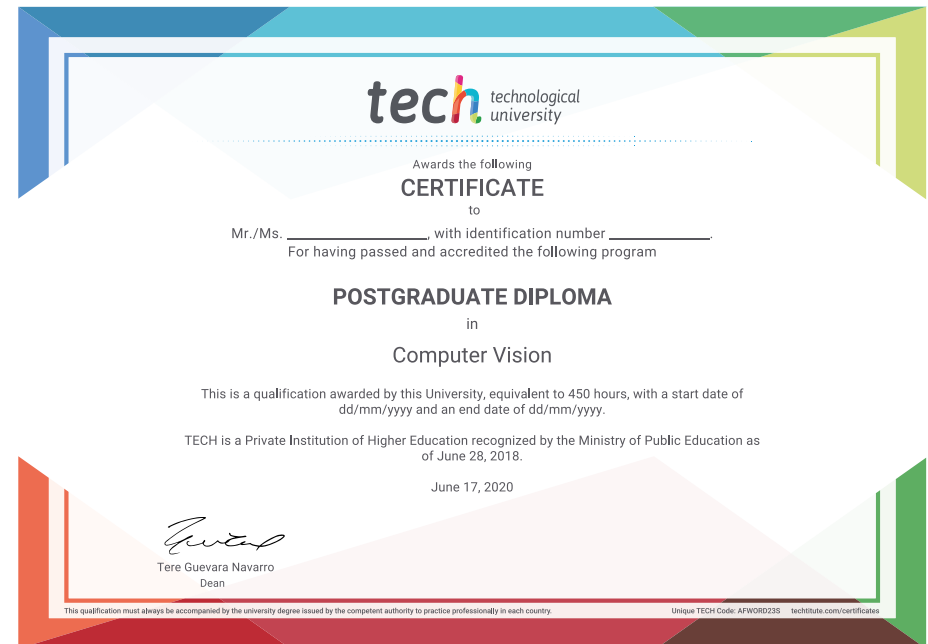 tech technological
university
Awards the following
CERTIFICATE
to
Mr./Ms. ____________________, with identification number ______________.
For having passed and accredited the following program
POSTGRADUATE DIPLOMA
in
Computer Vision
This is a qualification awarded by this University, equivalent to 450 hours, with a start date of
dd/mm/yyyy and an end date of dd/mm/yyyy.
TECH is a Private Institution of Higher Education recognized by the Ministry of Public Education as
of June 28, 2018.
June 17, 2020
Tere Guevara Navarro
Dean
This qualification must always be accompanied by the university degree issued by the competent authority to practice professionally in each country.
Unique TECH Code: AFWORD23S techtitute.com/certificates